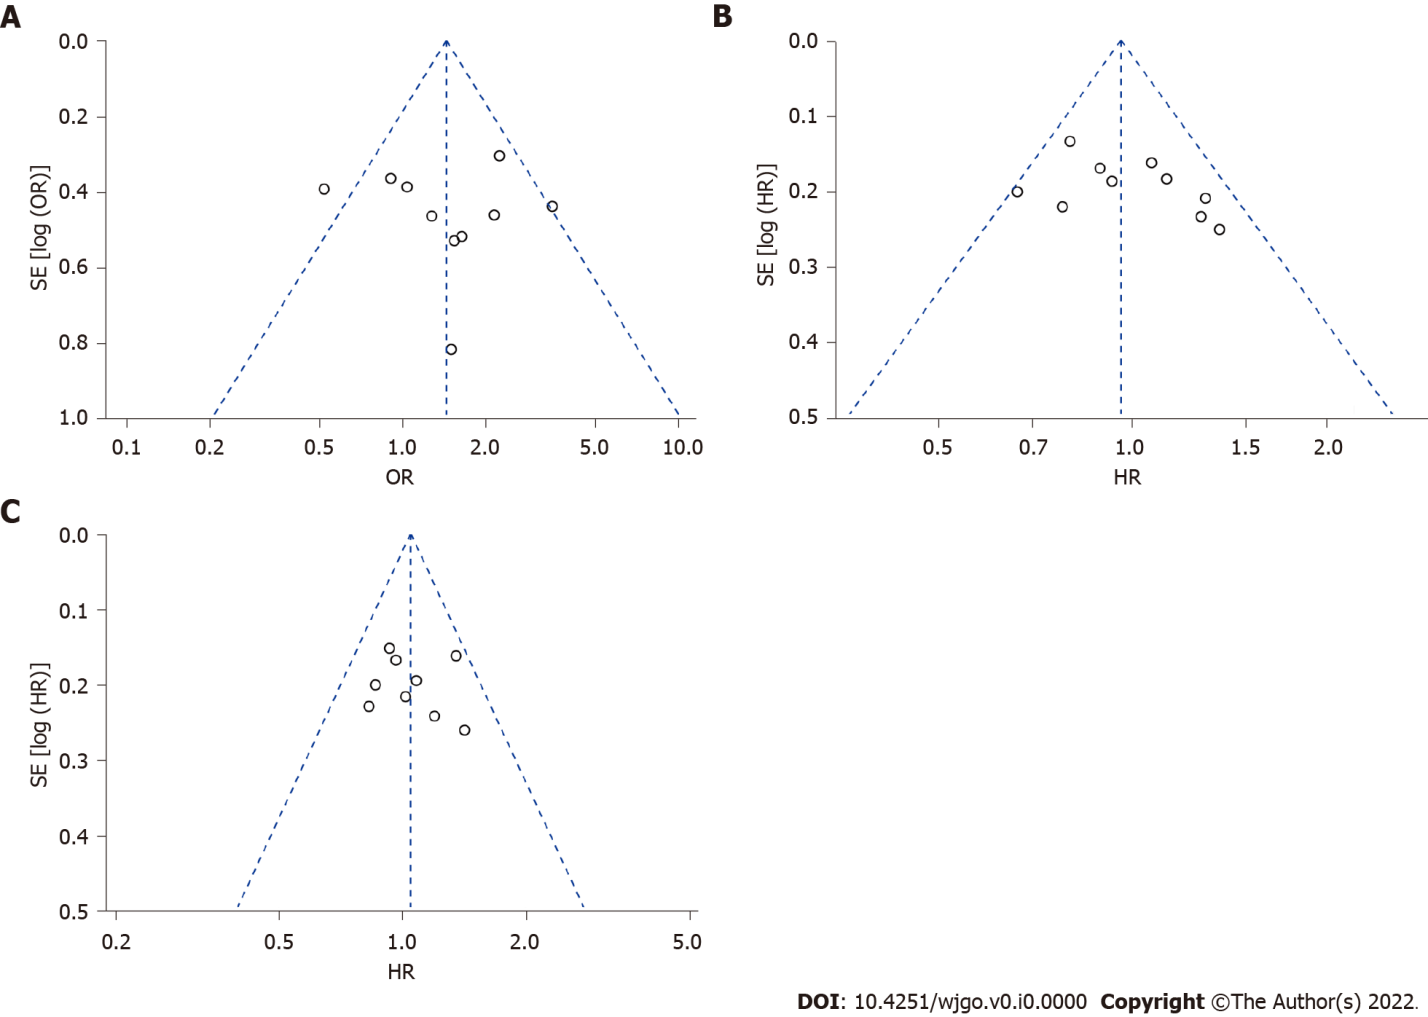 A
0.0
0.2
0.4
0.6
0.8
1.0
SE [log (OR)]
0.1 0.2 0.5 1.0 2.0 5.0 10.0
OR
B
0.0
0.1
0.2
0.3
0.4
0.5
SE [log (HR)]
0.5 0.7 1.0 1.5 2.0
HR
C
0.0
0.1
0.2
0.3
0.4
0.5
SE [log (HR)]
0.2 0.5 1.0 2.0 5.0
HR
DOI: 10.4251/wjgo.v0.i0.0000 Copyright ©The Author(s) 2022.